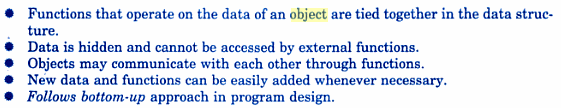 • Functions that operate on the data of an object are tied together in the data struc-
ture.
• Data is hidden and cannot be accessed by external functions.
• Objects may communicate with each other through functions.
• New data and functions can be easily added whenever necessary.
• Follows bottom-up approach in program design.